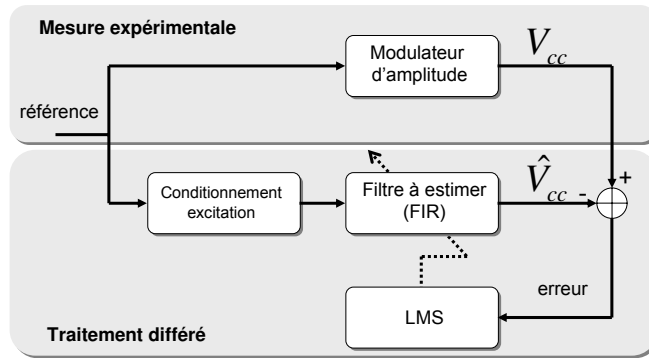 Mesure expérimentale
Modulateur
d'amplitude
V_cc
référence
Conditionnement
excitation
Filtre à estimer
(FIR)
V̂_cc
+
-
erreur
LMS
Traitement différé